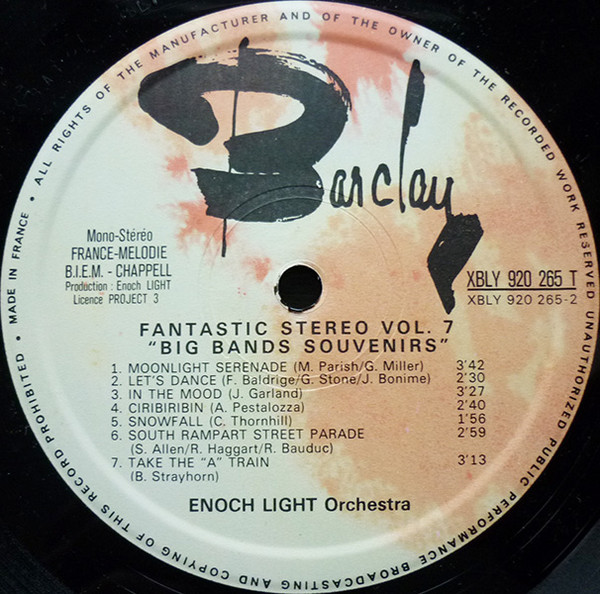 MADE IN FRANCE • ALL RIGHTS OF THE MANUFACTURER AND OF THE OWNER OF THE RECORDED WORK RESERVED UNAUTHORIZED PUBLIC PERFORMANCE BROADCASTING AND COPYING OF THIS RECORD PROHIBITED •
Barclay
Mono-Stéréo
FRANCE-MELODIE
B.I.E.M. - CHAPPELL
Production : Enoch LIGHT
Licence PROJECT 3
XBLY 920 265 T
XBLY 920 265-2
FANTASTIC STEREO VOL. 7
"BIG BANDS SOUVENIRS"
1. MOONLIGHT SERENADE (M. Parish/G. Miller) 3'42
2. LET'S DANCE (F. Baldrige/G. Stone/J. Bonime) 2'30
3. IN THE MOOD (J. Garland) 3'27
4. CIRIBIRIBIN (A. Pestalozza) 2'40
5. SNOWFALL (C. Thornhill) 1'56
6. SOUTH RAMPART STREET PARADE 2'59
(S. Allen/R. Haggart/R. Bauduc)
7. TAKE THE "A" TRAIN 3'13
(B. Strayhorn)
ENOCH LIGHT Orchestra